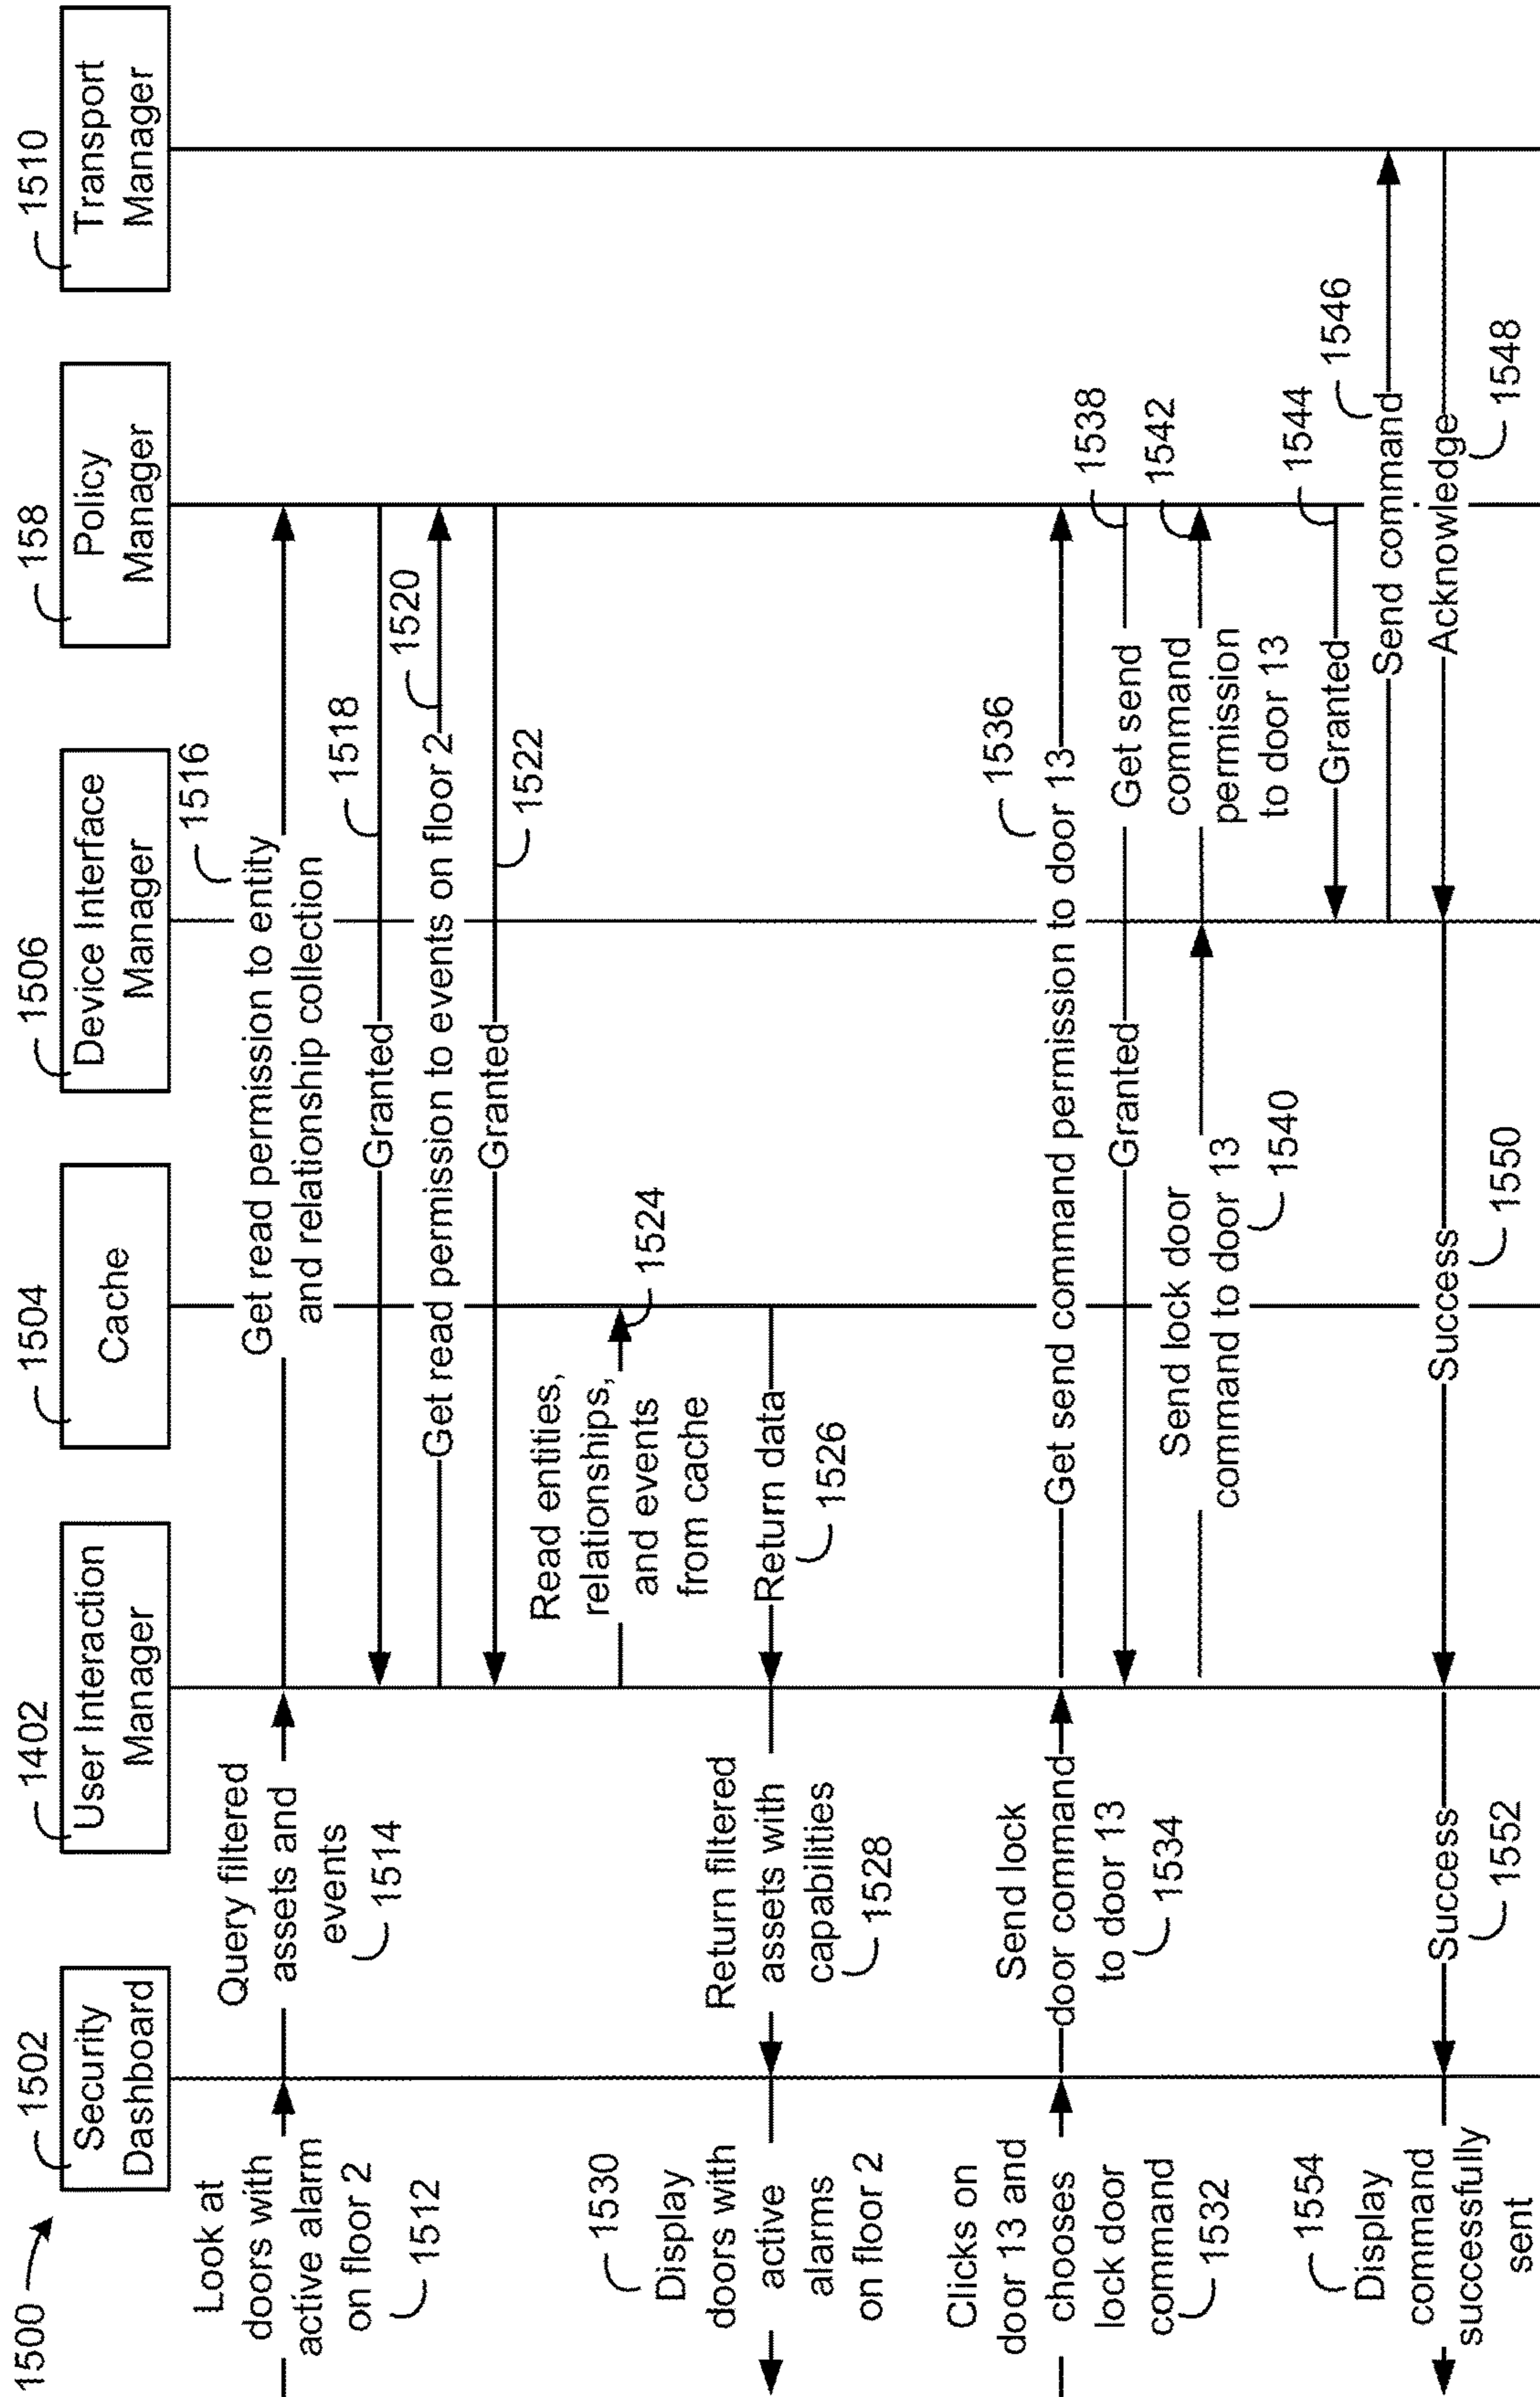 1500
1502
Security
Dashboard
1402
User Interaction
Manager
1504
Cache
1506
Device Interface
Manager
158
Policy
Manager
1510
Transport
Manager
Look at
doors with
active alarm
on floor 2
1512
Query filtered
assets and
events
1514
Get read permission to entity
and relationship collection
1516
Granted
1518
Get read permission to events on floor 2
1520
Granted
1522
Read entities,
relationships,
and events
from cache
1524
Return data
1526
Return filtered
assets with
capabilities
1528
1530
Display
doors with
active
alarms
on floor 2
Clicks on
door 13 and
chooses
lock door
command
1532
Send lock
door command
to door 13
1534
Get send command permission to door 13
1536
Granted
1538
Send lock door
command to door 13
1540
Get send
command
permission
to door 13
1542
Granted
1544
Send command
1546
Acknowledge
1548
Success
1550
Success
1552
1554
Display
command
successfully
sent